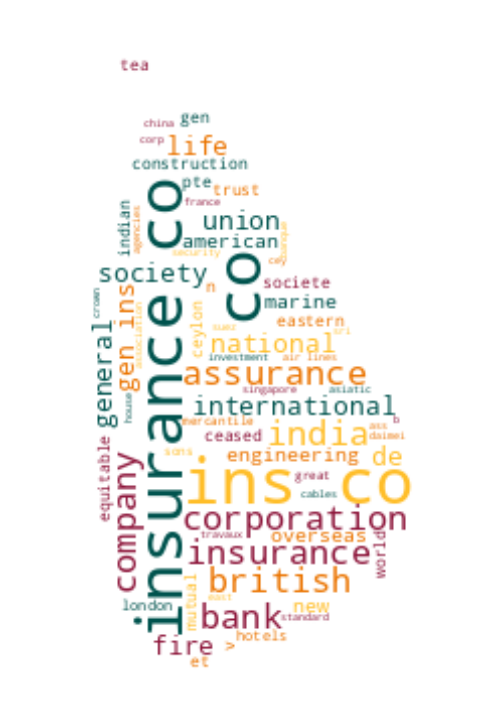 tea
china
gen
corp
life
construction
pte
trust
france
co
indian
agencies
union
american
security
banque
cey
society
n
co
societe
crown
gen ins
marine
association
ceylon
suez
eastern
sri
national
general
insurance
investment
air lines
assurance
singapore
asiatic
house
international
mercantile
b
ceased
india
ass
daimei
equitable
sons
engineering
de
company
ins
co
great
cables
corporation
travaux
overseas
insurance
world
british
london
mutual
east
new
bank
standard
fire
>
hotels
et